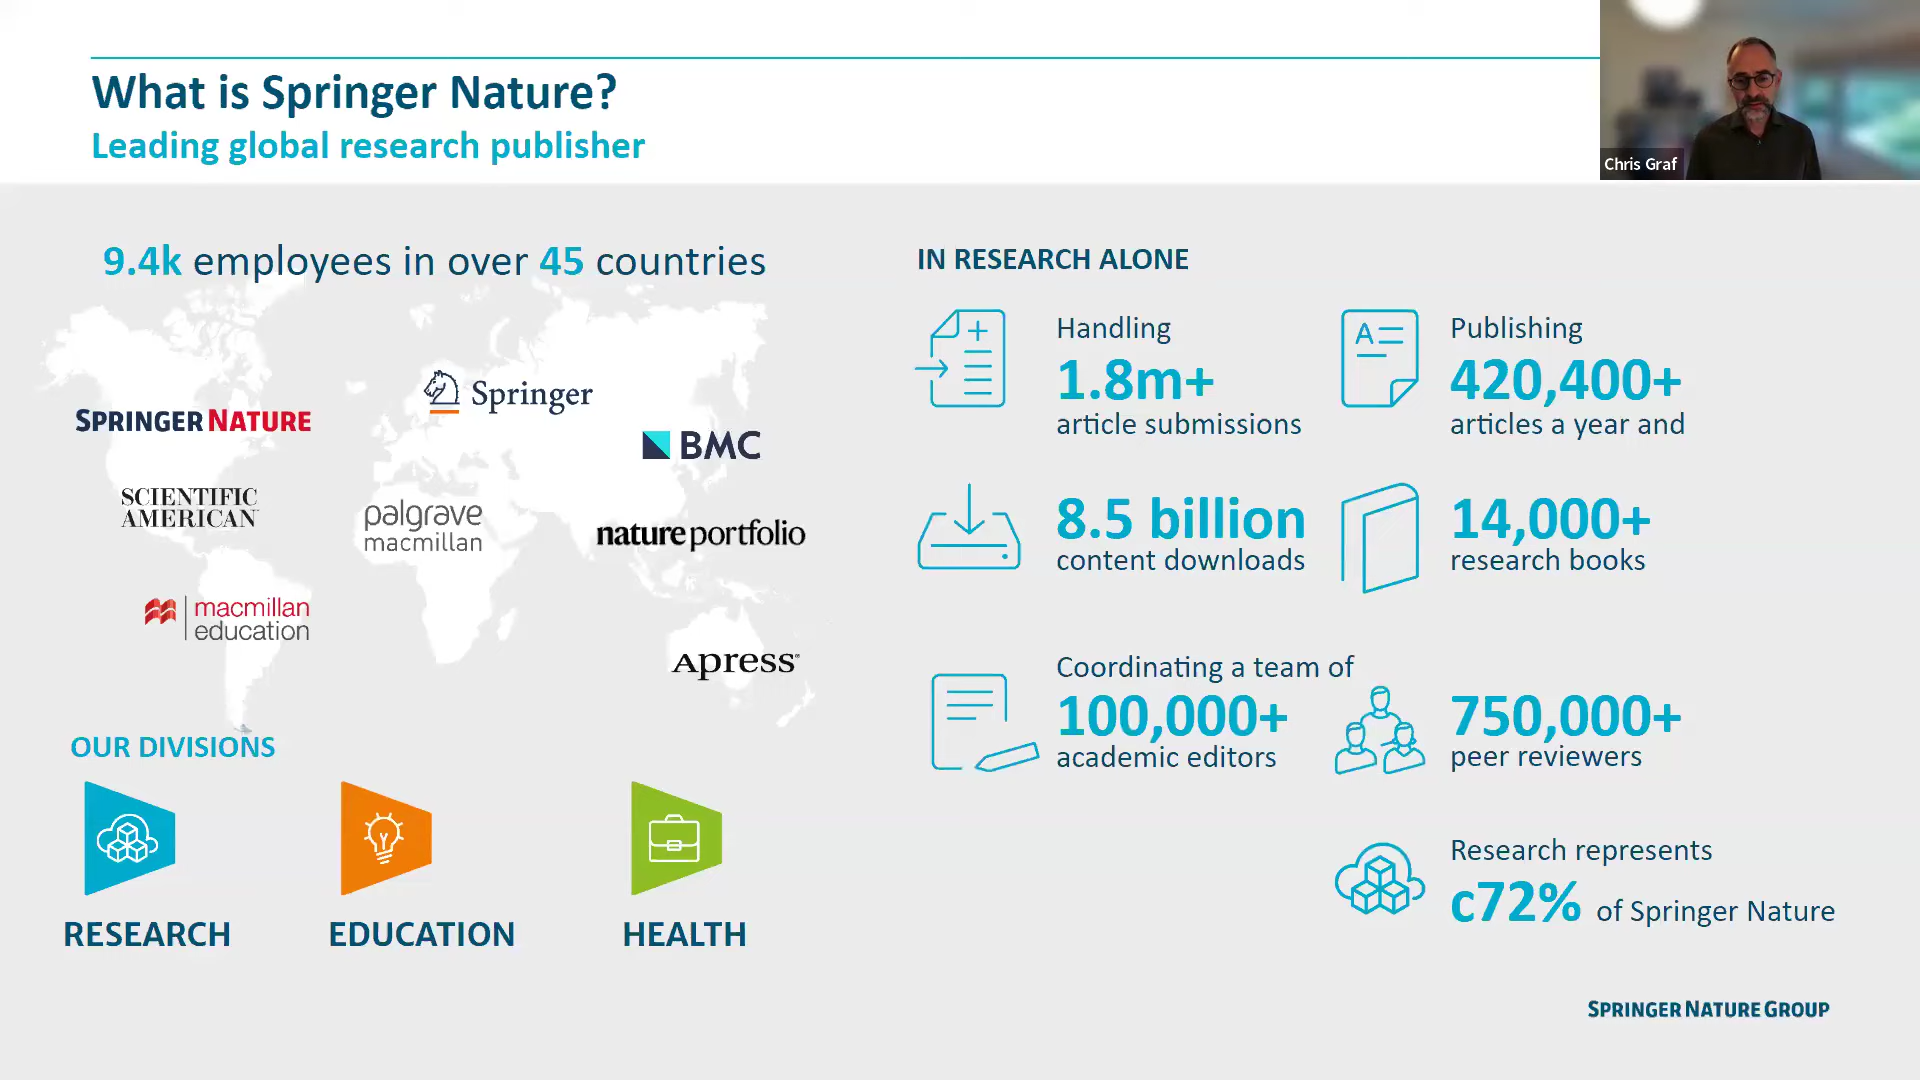 What is Springer Nature?
Leading global research publisher
Chris Graf
9.4k employees in over 45 countries
SPRINGER NATURE
Springer
BMC
SCIENTIFIC
AMERICAN
palgrave
macmillan
nature portfolio
macmillan
education
Apress®
OUR DIVISIONS
RESEARCH
EDUCATION
HEALTH
IN RESEARCH ALONE
Handling
1.8m+
article submissions
A
Publishing
420,400+
articles a year and
8.5 billion
content downloads
14,000+
research books
Coordinating a team of
100,000+
academic editors
750,000+
peer reviewers
Research represents
c72% of Springer Nature
SPRINGER NATURE GROUP